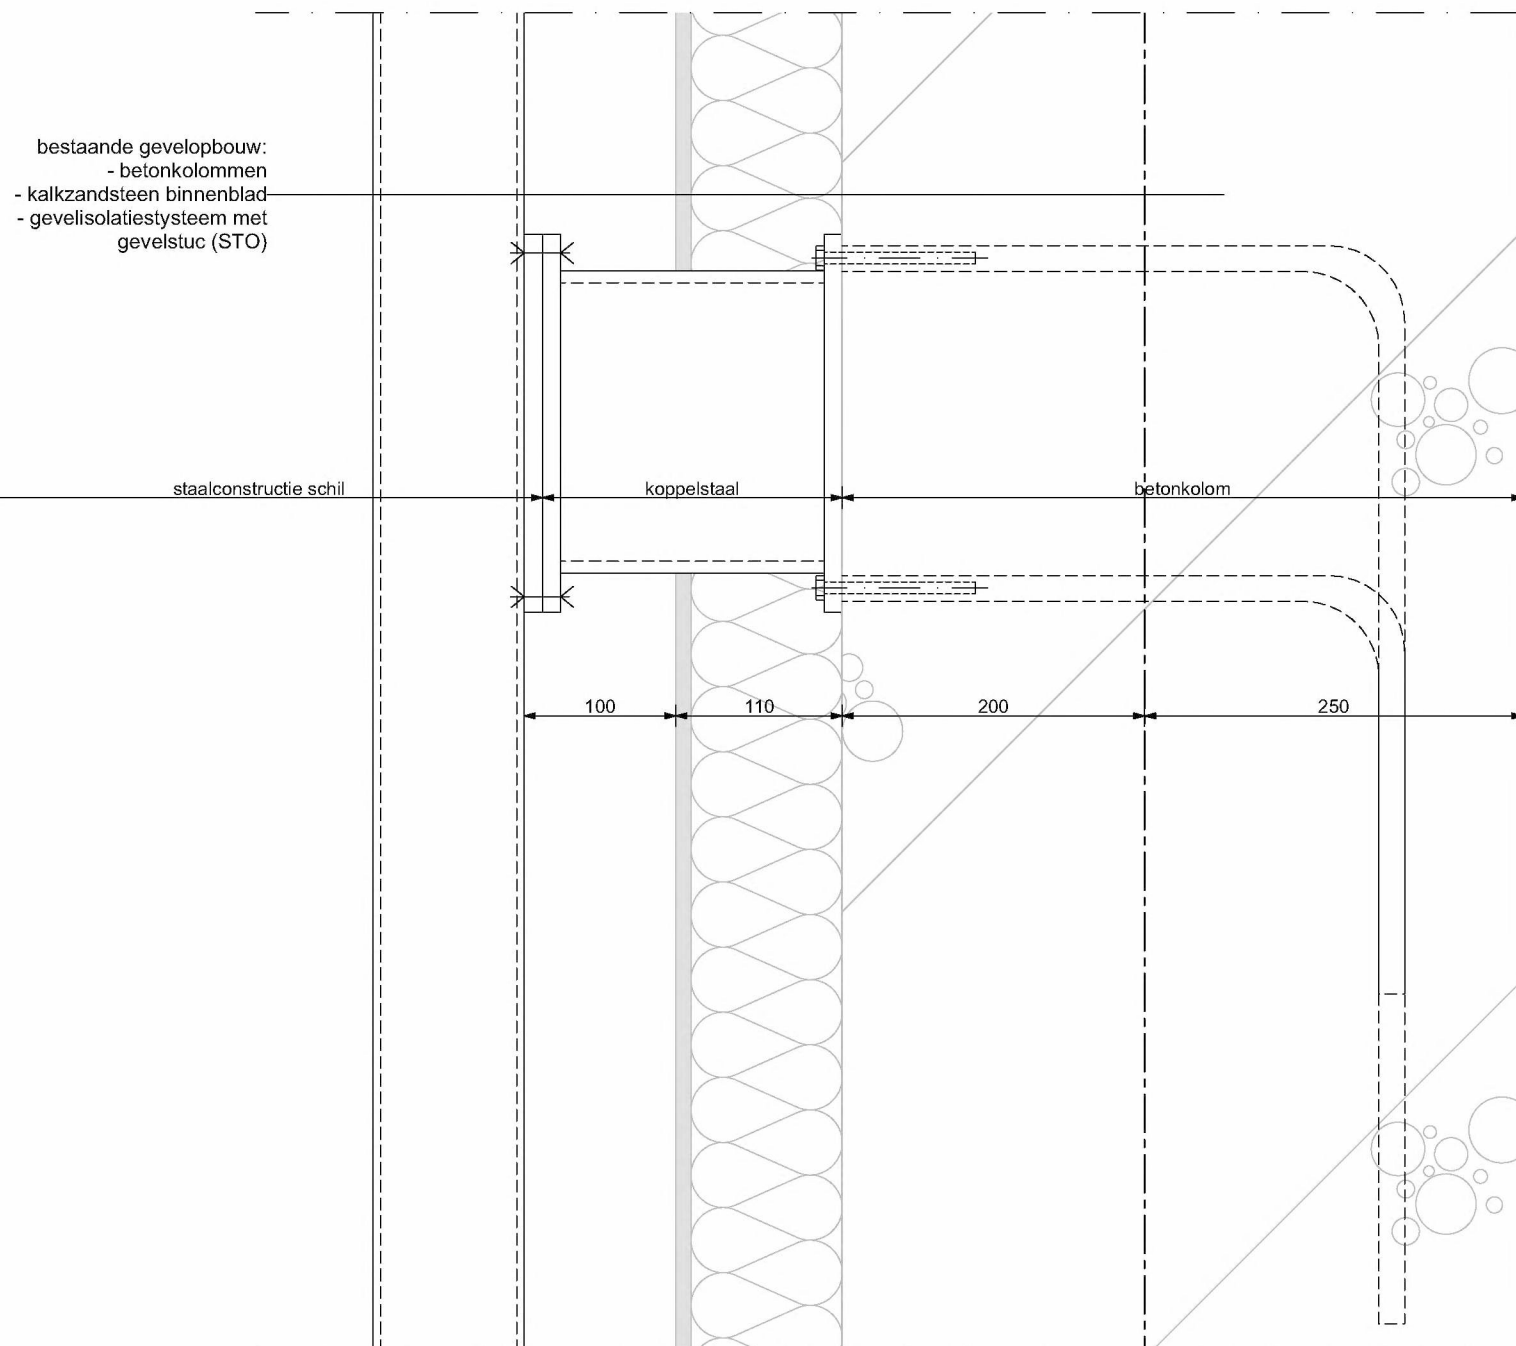 bestaande gevelopbouw:
- betonkolommen
- kalkzandsteen binnenblad
- gevelisolatiestysteem met
gevelstuc (STO)
staalconstructie schil
koppelstaal
betonkolom
100
110
200
250